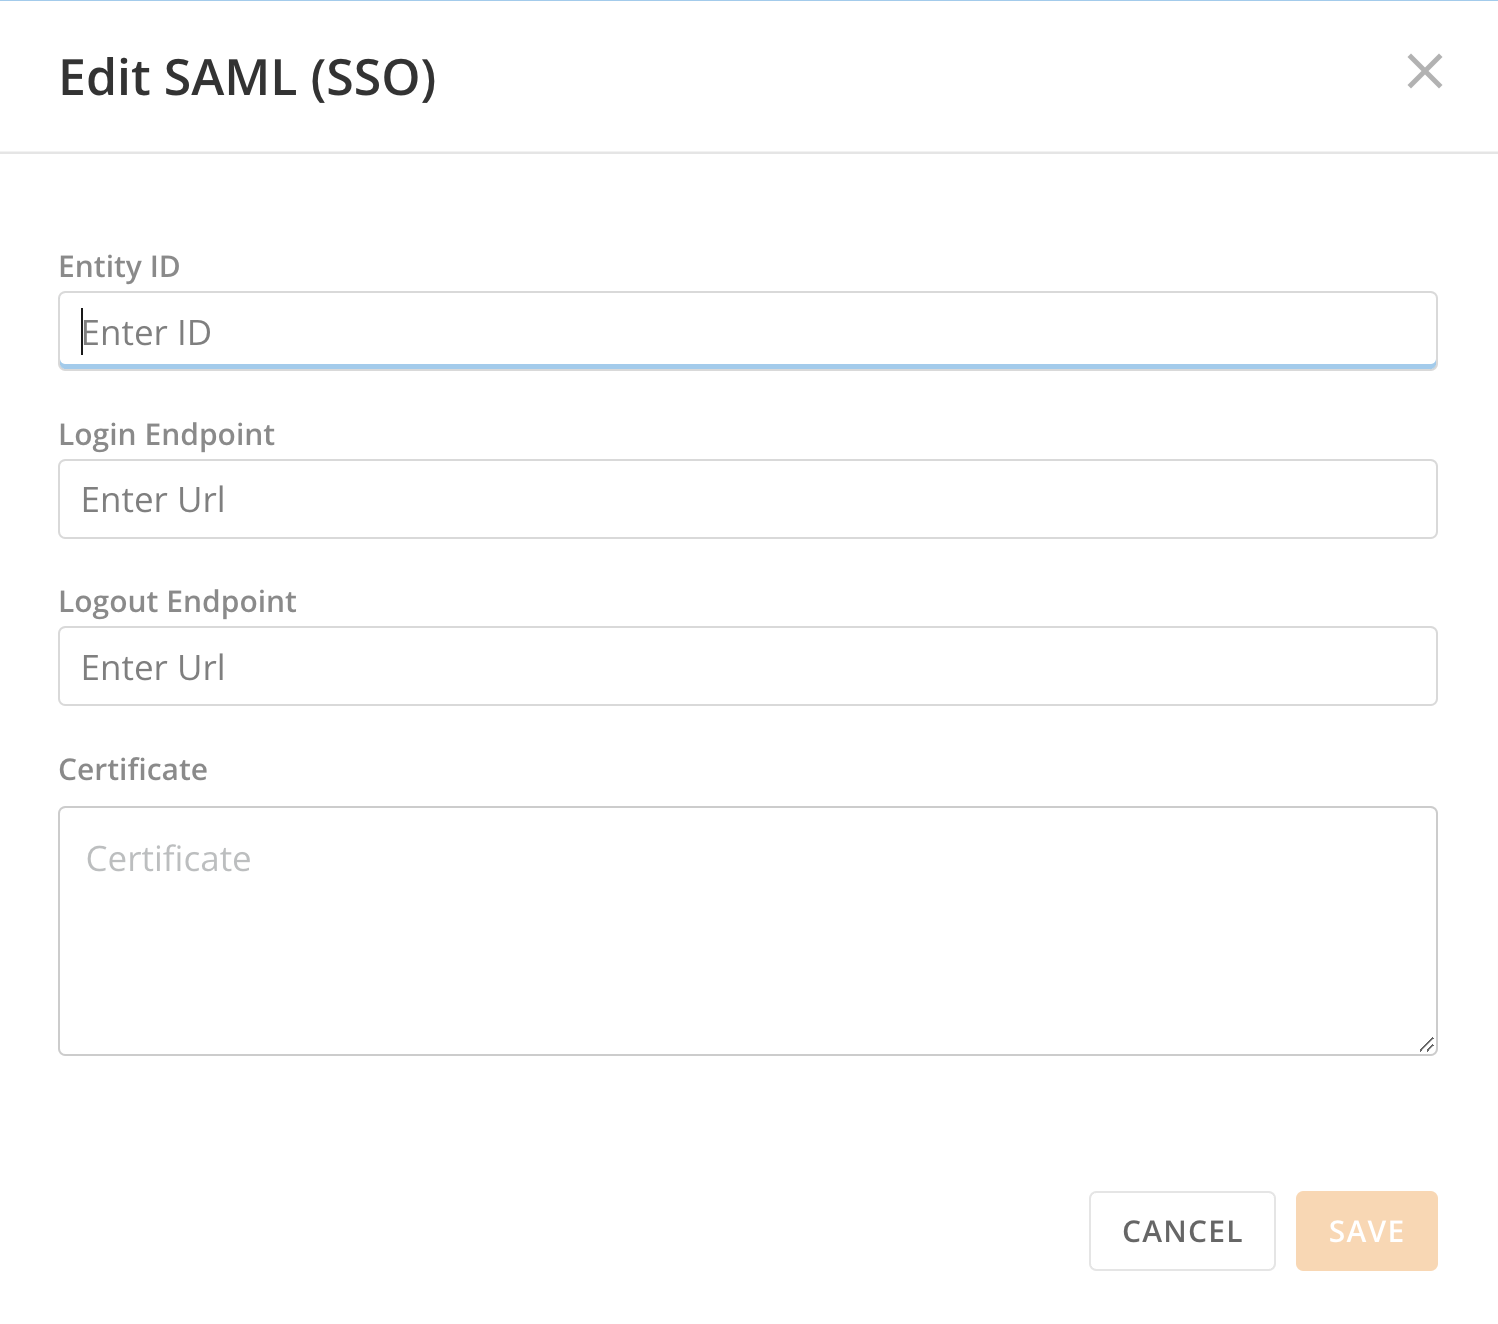 Edit SAML (SSO)
Entity ID
Enter ID
Login Endpoint
Enter Url
Logout Endpoint
Enter Url
Certificate
Certificate
CANCEL SAVE